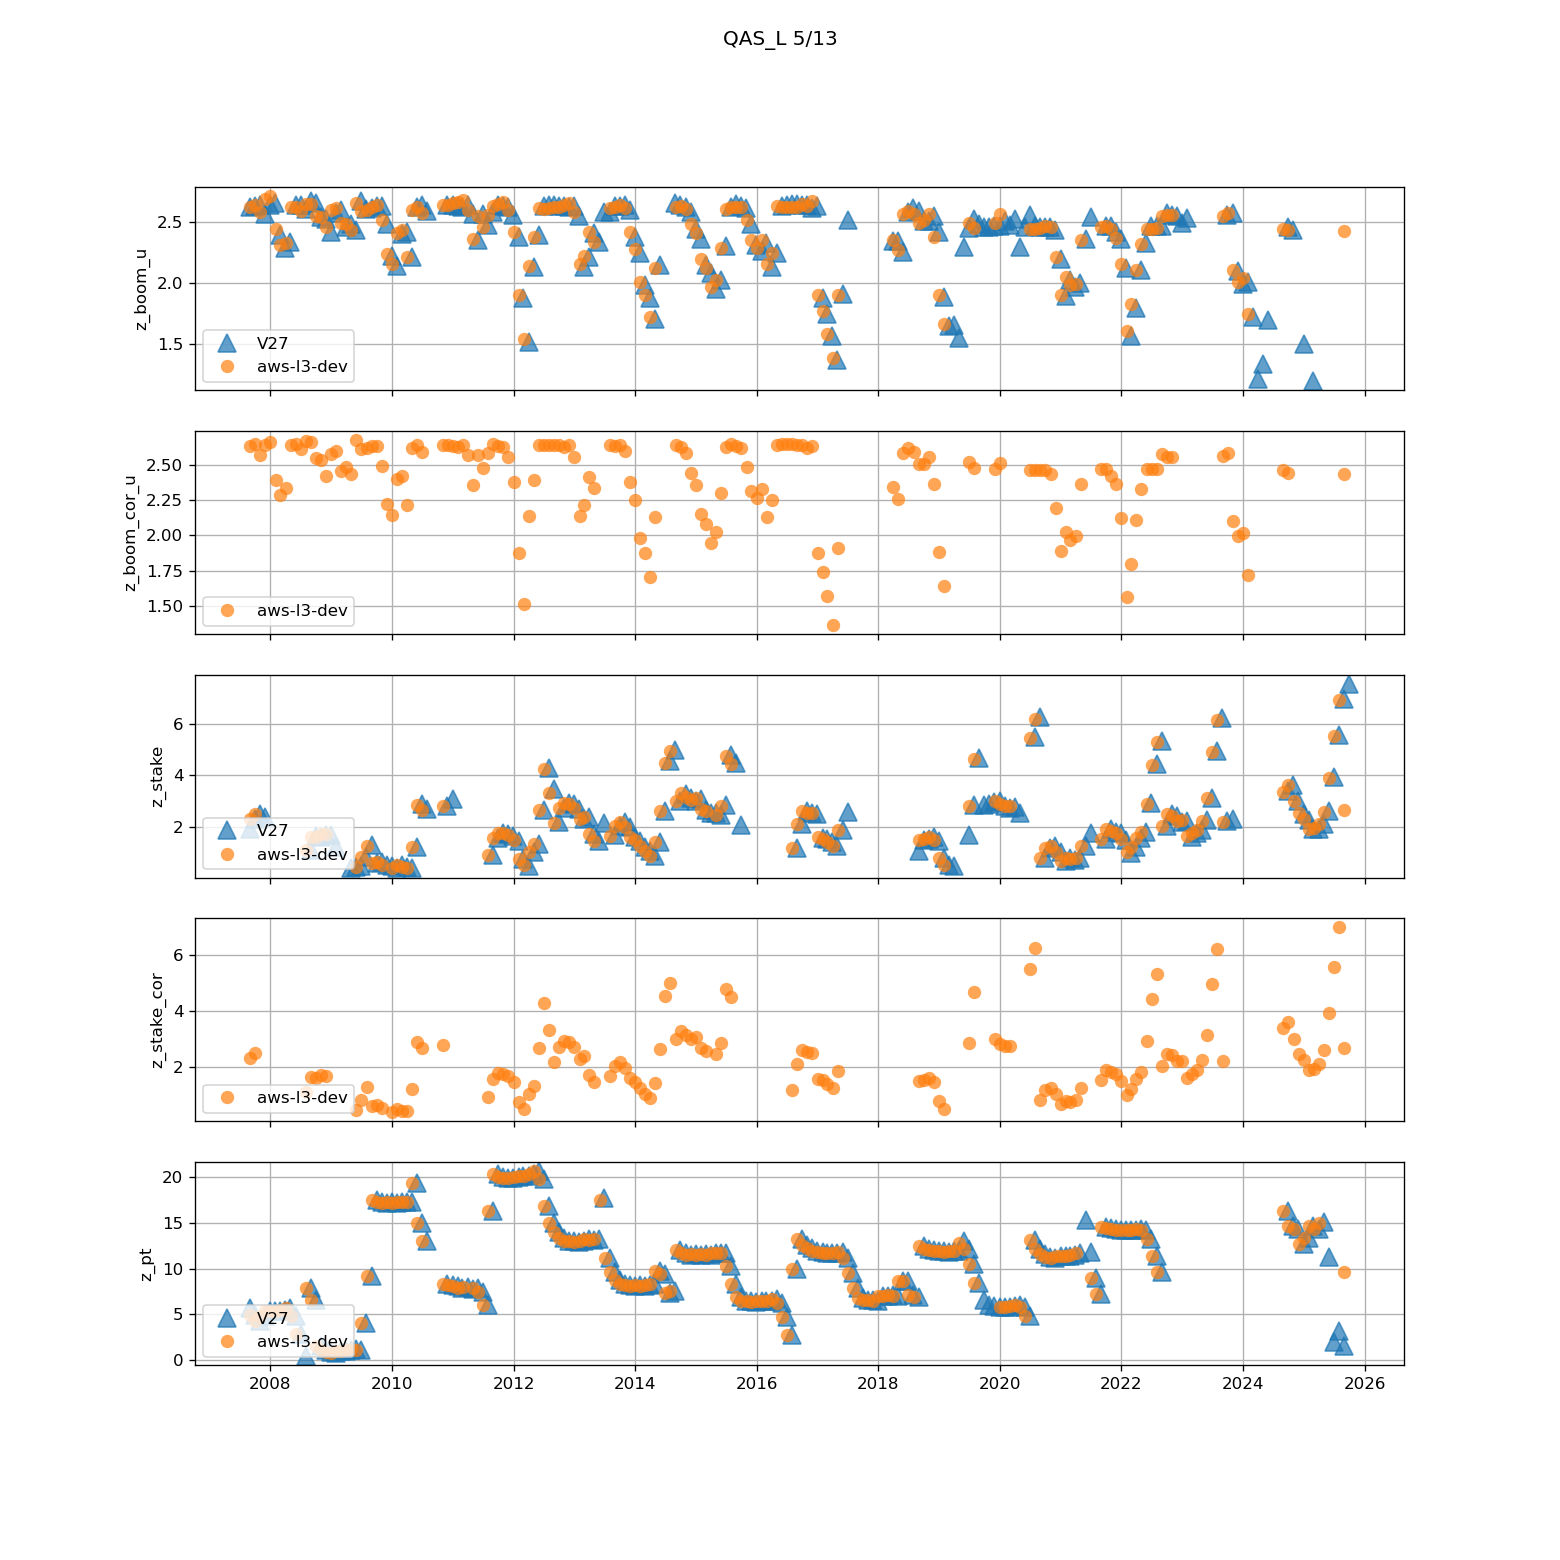 QAS_L 5/13
z_boom_u
2.5
2.0
1.5
V27
aws-l3-dev
z_boom_cor_u
2.50
2.25
2.00
1.75
1.50
aws-l3-dev
z_stake
6
4
2
V27
aws-l3-dev
z_stake_cor
6
4
2
aws-l3-dev
z_pt
20
15
10
5
0
V27
aws-l3-dev
2008 2010 2012 2014 2016 2018 2020 2022 2024 2026